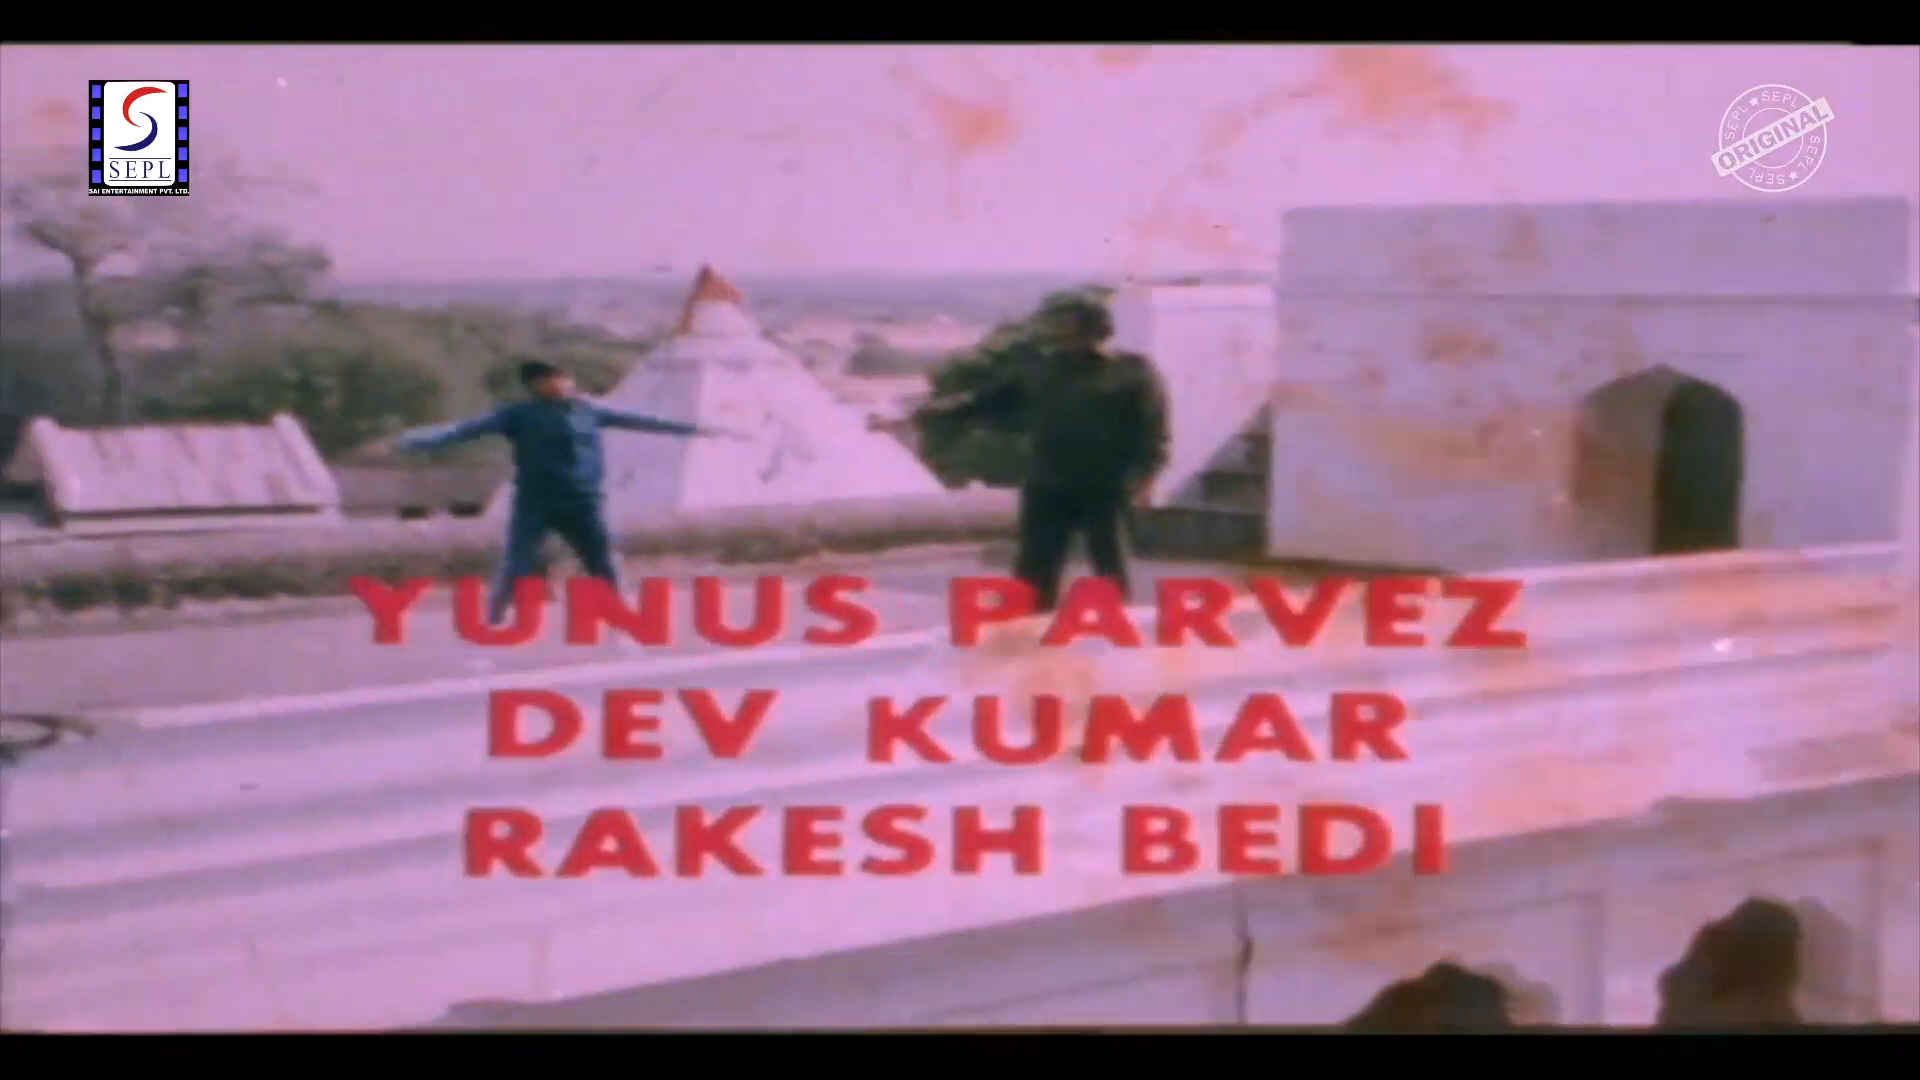 SEPL
SAI ENTERTAINMENT PVT. LTD.
SEPL ★ SEPL
ORIGINAL
SEPL ★ SEPL
YUNUS PARVEZ
DEV KUMAR
RAKESH BEDI